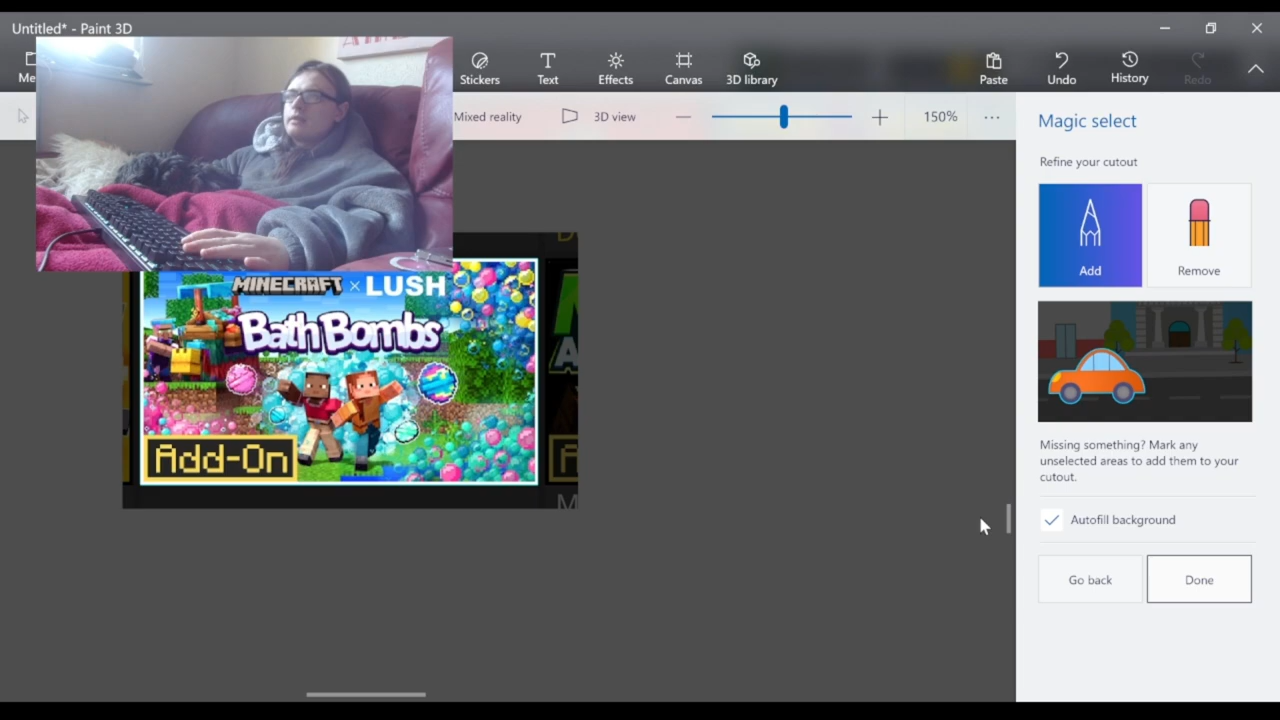 Untitled* - Paint 3D
Me
Stickers
Text
Effects
Canvas
3D library
Paste
Undo
History
Redo
Mixed reality
3D view
150%
Magic select
Refine your cutout
Add
Remove
Missing something? Mark any
unselected areas to add them to your
cutout.
Autofill background
Go back
Done
MINECRAFT × LUSH
Bath Bombs
Add-On